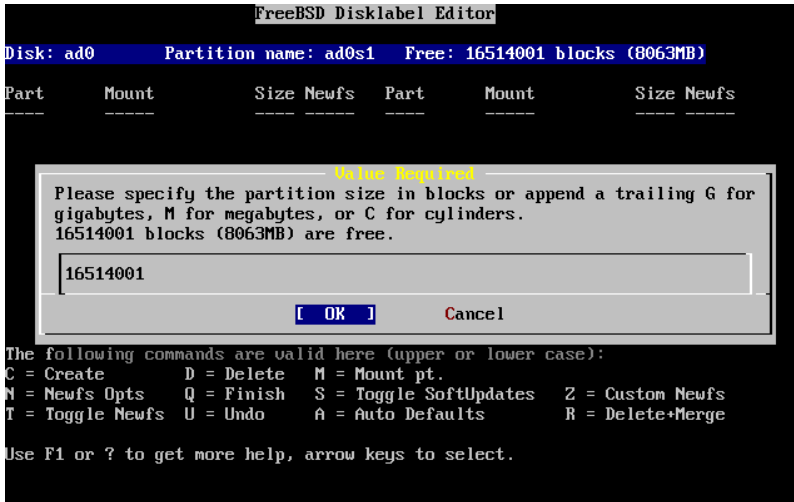 FreeBSD Disklabel Editor
Disk: ad0 Partition name: ad0s1 Free: 16514001 blocks (8063MB)
Part Mount Size Newfs Part Mount Size Newfs
---- ----- ---- ----- ---- ----- ---- -----
Value Required
Please specify the partition size in blocks or append a trailing G for
gigabytes, M for megabytes, or C for cylinders.
16514001 blocks (8063MB) are free.
16514001
[ OK ] Cancel
The following commands are valid here (upper or lower case):
C = Create D = Delete M = Mount pt.
N = Newfs Opts Q = Finish S = Toggle SoftUpdates Z = Custom Newfs
T = Toggle Newfs U = Undo A = Auto Defaults R = Delete+Merge
Use F1 or ? to get more help, arrow keys to select.